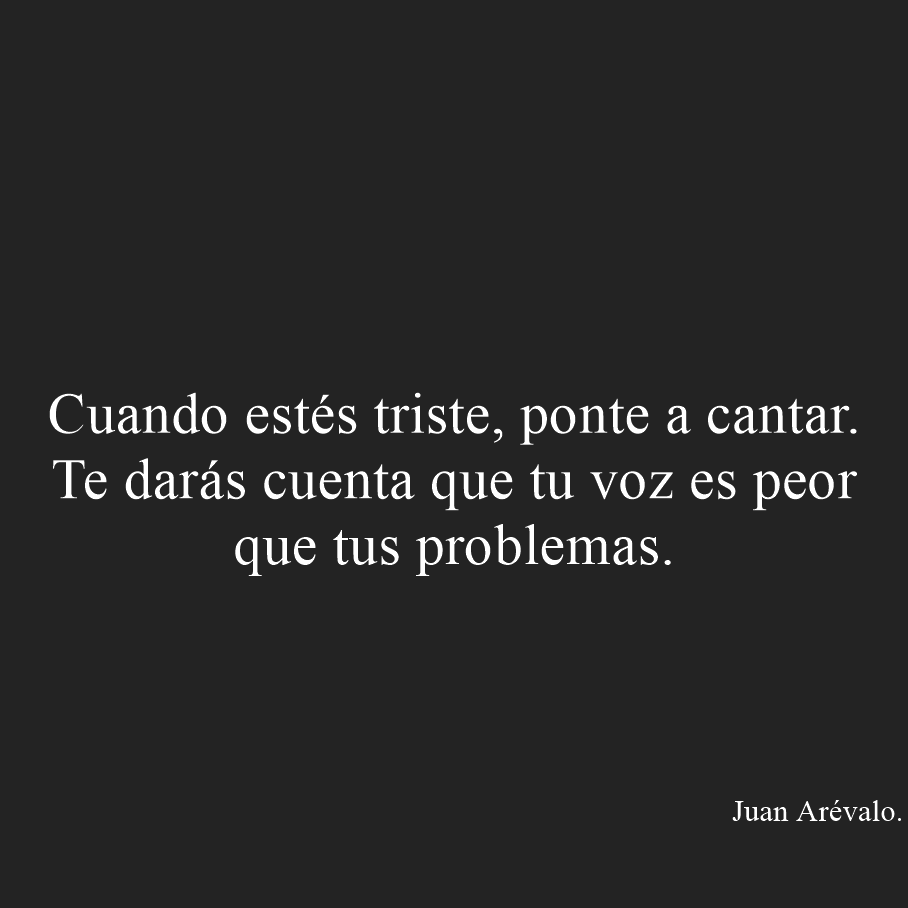 Cuando estés triste, ponte a cantar.
Te darás cuenta que tu voz es peor
que tus problemas.
Juan Arévalo.